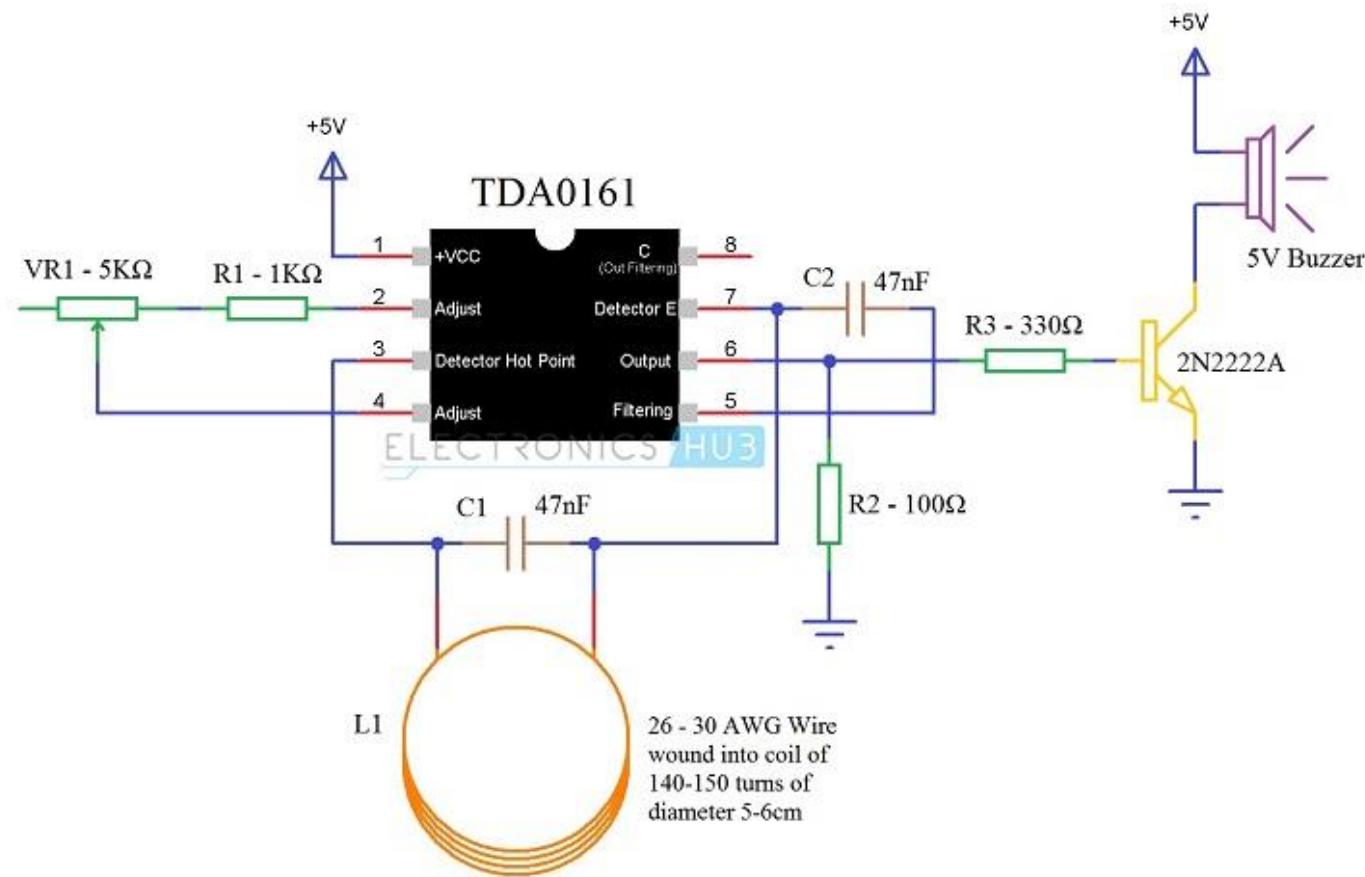 +5V
+5V
TDA0161
5V Buzzer
VR1 - 5KΩ
R1 - 1KΩ
1
+VCC
C
(Out Filtering)
8
2
Adjust
Detector E
7
C2
47nF
3
Detector Hot Point
Output
6
R3 - 330Ω
2N2222A
4
Adjust
Filtering
5
ELECTRONICS HUB
C1
47nF
R2 - 100Ω
L1
26 - 30 AWG Wire
wound into coil of
140-150 turns of
diameter 5-6cm